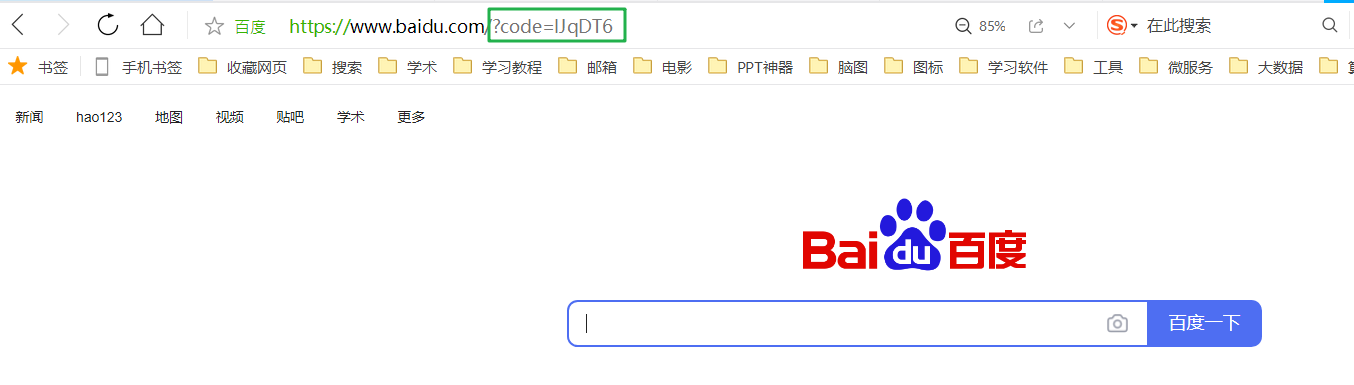 百度 https://www.baidu.com/?code=lJqDT6 85% 在此搜索
书签 手机书签 收藏网页 搜索 学术 学习教程 邮箱 电影 PPT神器 脑图 图标 学习软件 工具 微服务 大数据
新闻 hao123 地图 视频 贴吧 学术 更多
Bai du 百度
百度一下